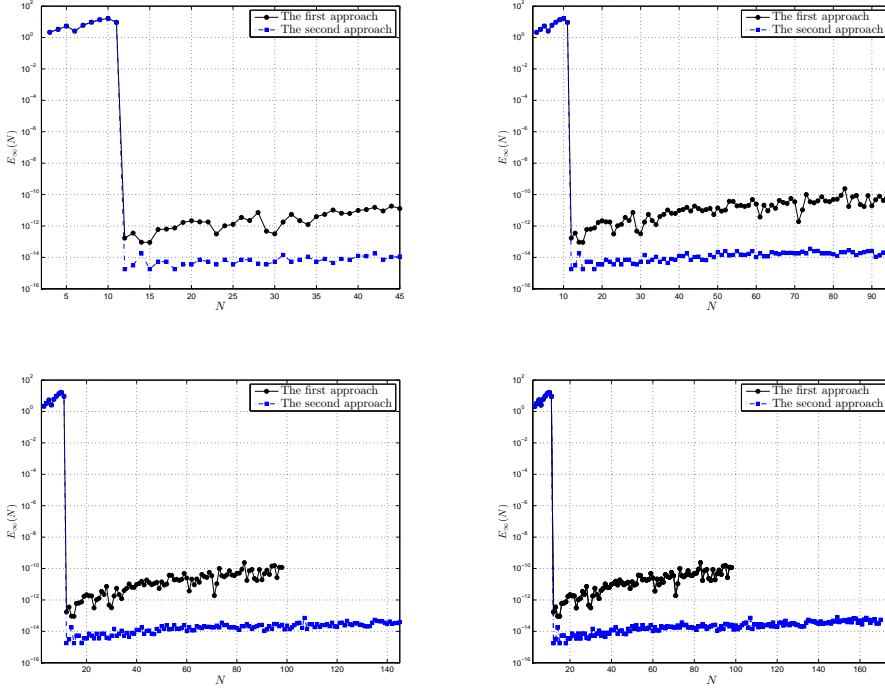 10^2
10^0
10^-2
10^-4
10^-6
10^-8
10^-10
10^-12
10^-14
10^-16
E∞(N)
5 10 15 20 25 30 35 40 45
N
The first approach
The second approach
10^2
10^0
10^-2
10^-4
10^-6
10^-8
10^-10
10^-12
10^-14
10^-16
E∞(N)
10 20 30 40 50 60 70 80 90
N
The first approach
The second approach
10^2
10^0
10^-2
10^-4
10^-6
10^-8
10^-10
10^-12
10^-14
10^-16
E∞(N)
20 40 60 80 100 120 140
N
The first approach
The second approach
10^2
10^0
10^-2
10^-4
10^-6
10^-8
10^-10
10^-12
10^-14
10^-16
E∞(N)
20 40 60 80 100 120 140 160
N
The first approach
The second approach